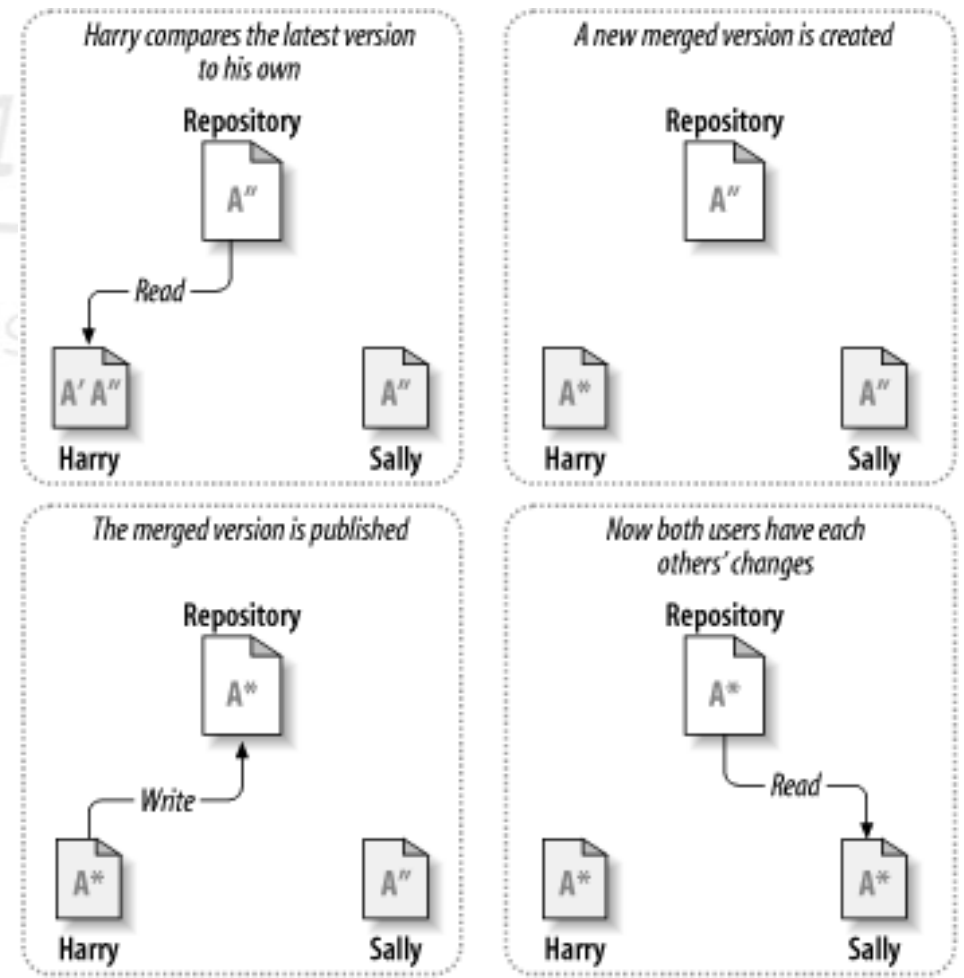 Harry compares the latest version
to his own
Repository
A"
Read
A' A"
A"
Harry
Sally
A new merged version is created
Repository
A"
A*
A"
Harry
Sally
The merged version is published
Repository
A*
Write
A*
A"
Harry
Sally
Now both users have each
others’ changes
Repository
A*
Read
A*
A*
Harry
Sally